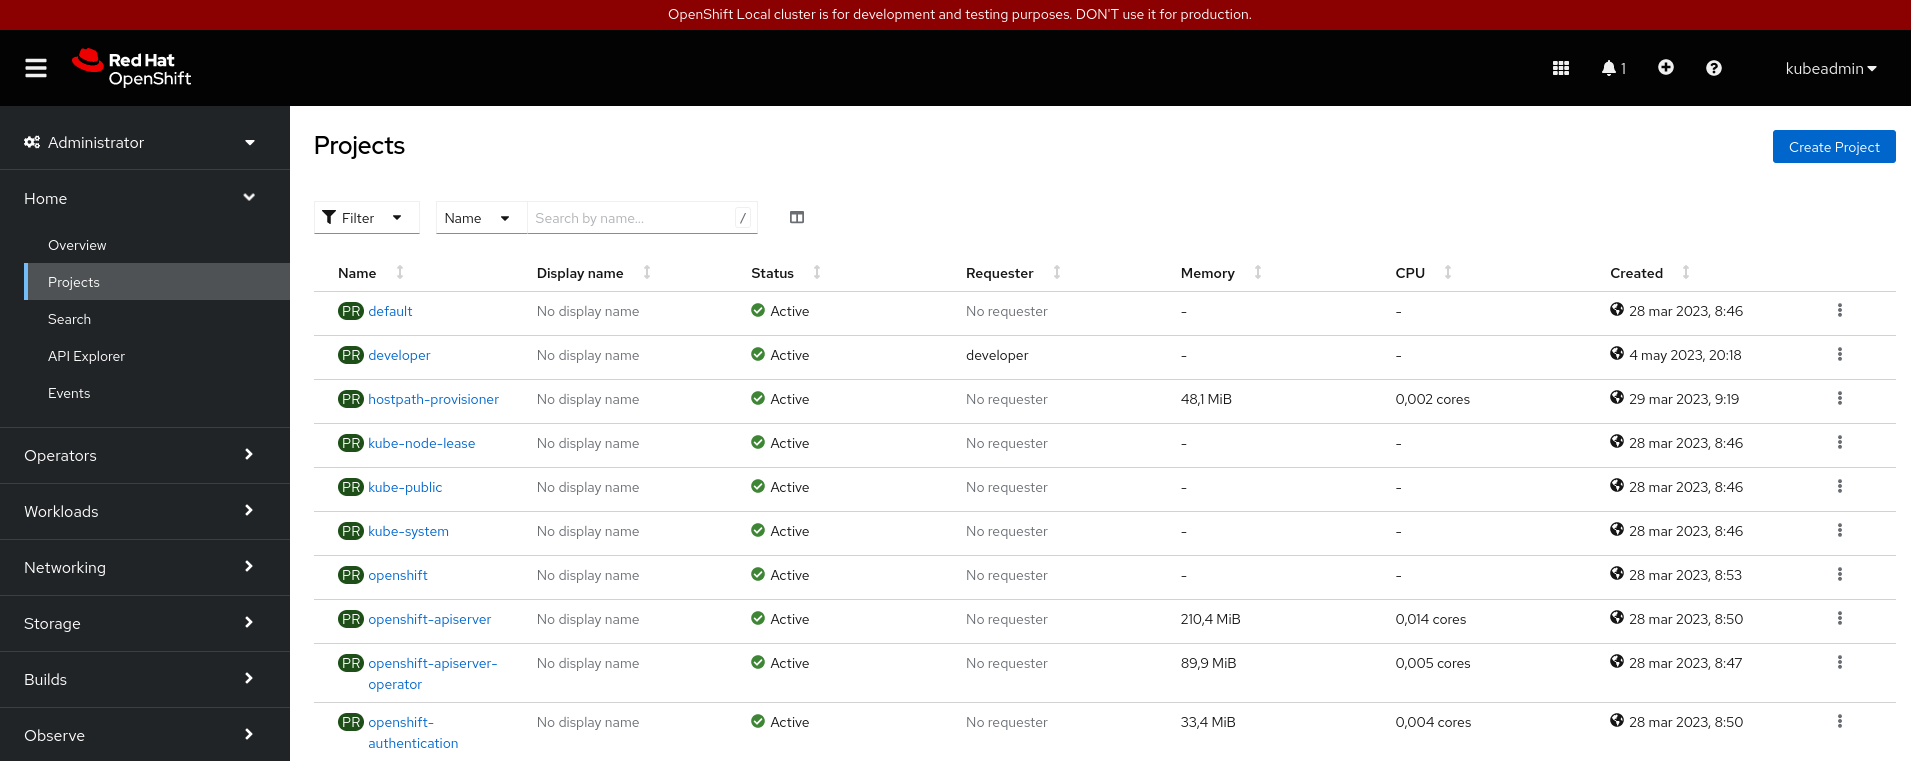 OpenShift Local cluster is for development and testing purposes. DON'T use it for production.
Red Hat
OpenShift
1
kubeadmin
Administrator
Home
Overview
Projects
Search
API Explorer
Events
Operators
Workloads
Networking
Storage
Builds
Observe
Projects
Create Project
Filter
Name
Search by name...
/
Name Display name Status Requester Memory CPU Created
PR default No display name Active No requester - - 28 mar 2023, 8:46
PR developer No display name Active developer - - 4 may 2023, 20:18
PR hostpath-provisioner No display name Active No requester 48,1 MiB 0,002 cores 29 mar 2023, 9:19
PR kube-node-lease No display name Active No requester - - 28 mar 2023, 8:46
PR kube-public No display name Active No requester - - 28 mar 2023, 8:46
PR kube-system No display name Active No requester - - 28 mar 2023, 8:46
PR openshift No display name Active No requester - - 28 mar 2023, 8:53
PR openshift-apiserver No display name Active No requester 210,4 MiB 0,014 cores 28 mar 2023, 8:50
PR openshift-apiserver- No display name Active No requester 89,9 MiB 0,005 cores 28 mar 2023, 8:47
operator
PR openshift- No display name Active No requester 33,4 MiB 0,004 cores 28 mar 2023, 8:50
authentication